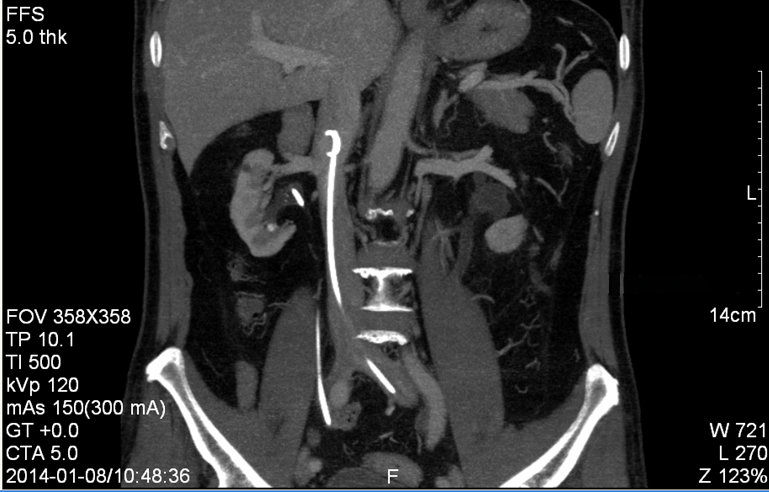 FFS
5.0 thk
L
14cm
FOV 358X358
TP 10.1
TI 500
kVp 120
mAs 150(300 mA)
GT +0.0
CTA 5.0
2014-01-08/10:48:36
F
W 721
L 270
Z 123%